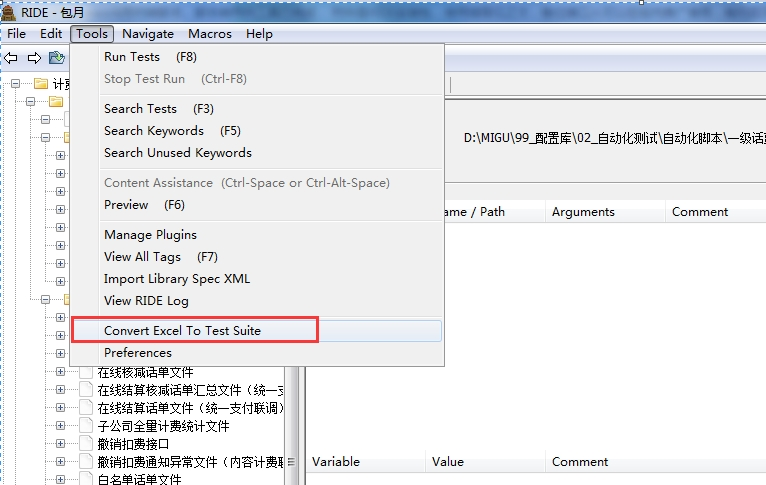 RIDE - 包月
File Edit Tools Navigate Macros Help
Run Tests (F8)
Stop Test Run (Ctrl-F8)
Search Tests (F3)
Search Keywords (F5)
Search Unused Keywords
Content Assistance (Ctrl-Space or Ctrl-Alt-Space)
Preview (F6)
Manage Plugins
View All Tags (F7)
Import Library Spec XML
View RIDE Log
Convert Excel To Test Suite
Preferences
D:\MIGU\99_配置库\02_自动化测试\自动化脚本\一级话
ame / Path Arguments Comment
在线核减话单文件
在线结算核减话单汇总文件（统一支
在线结算话单文件（统一支付联调）
子公司全量计费统计文件
撤销扣费接口
撤销扣费通知异常文件（内容计费联
白名单话单文件
Variable Value Comment